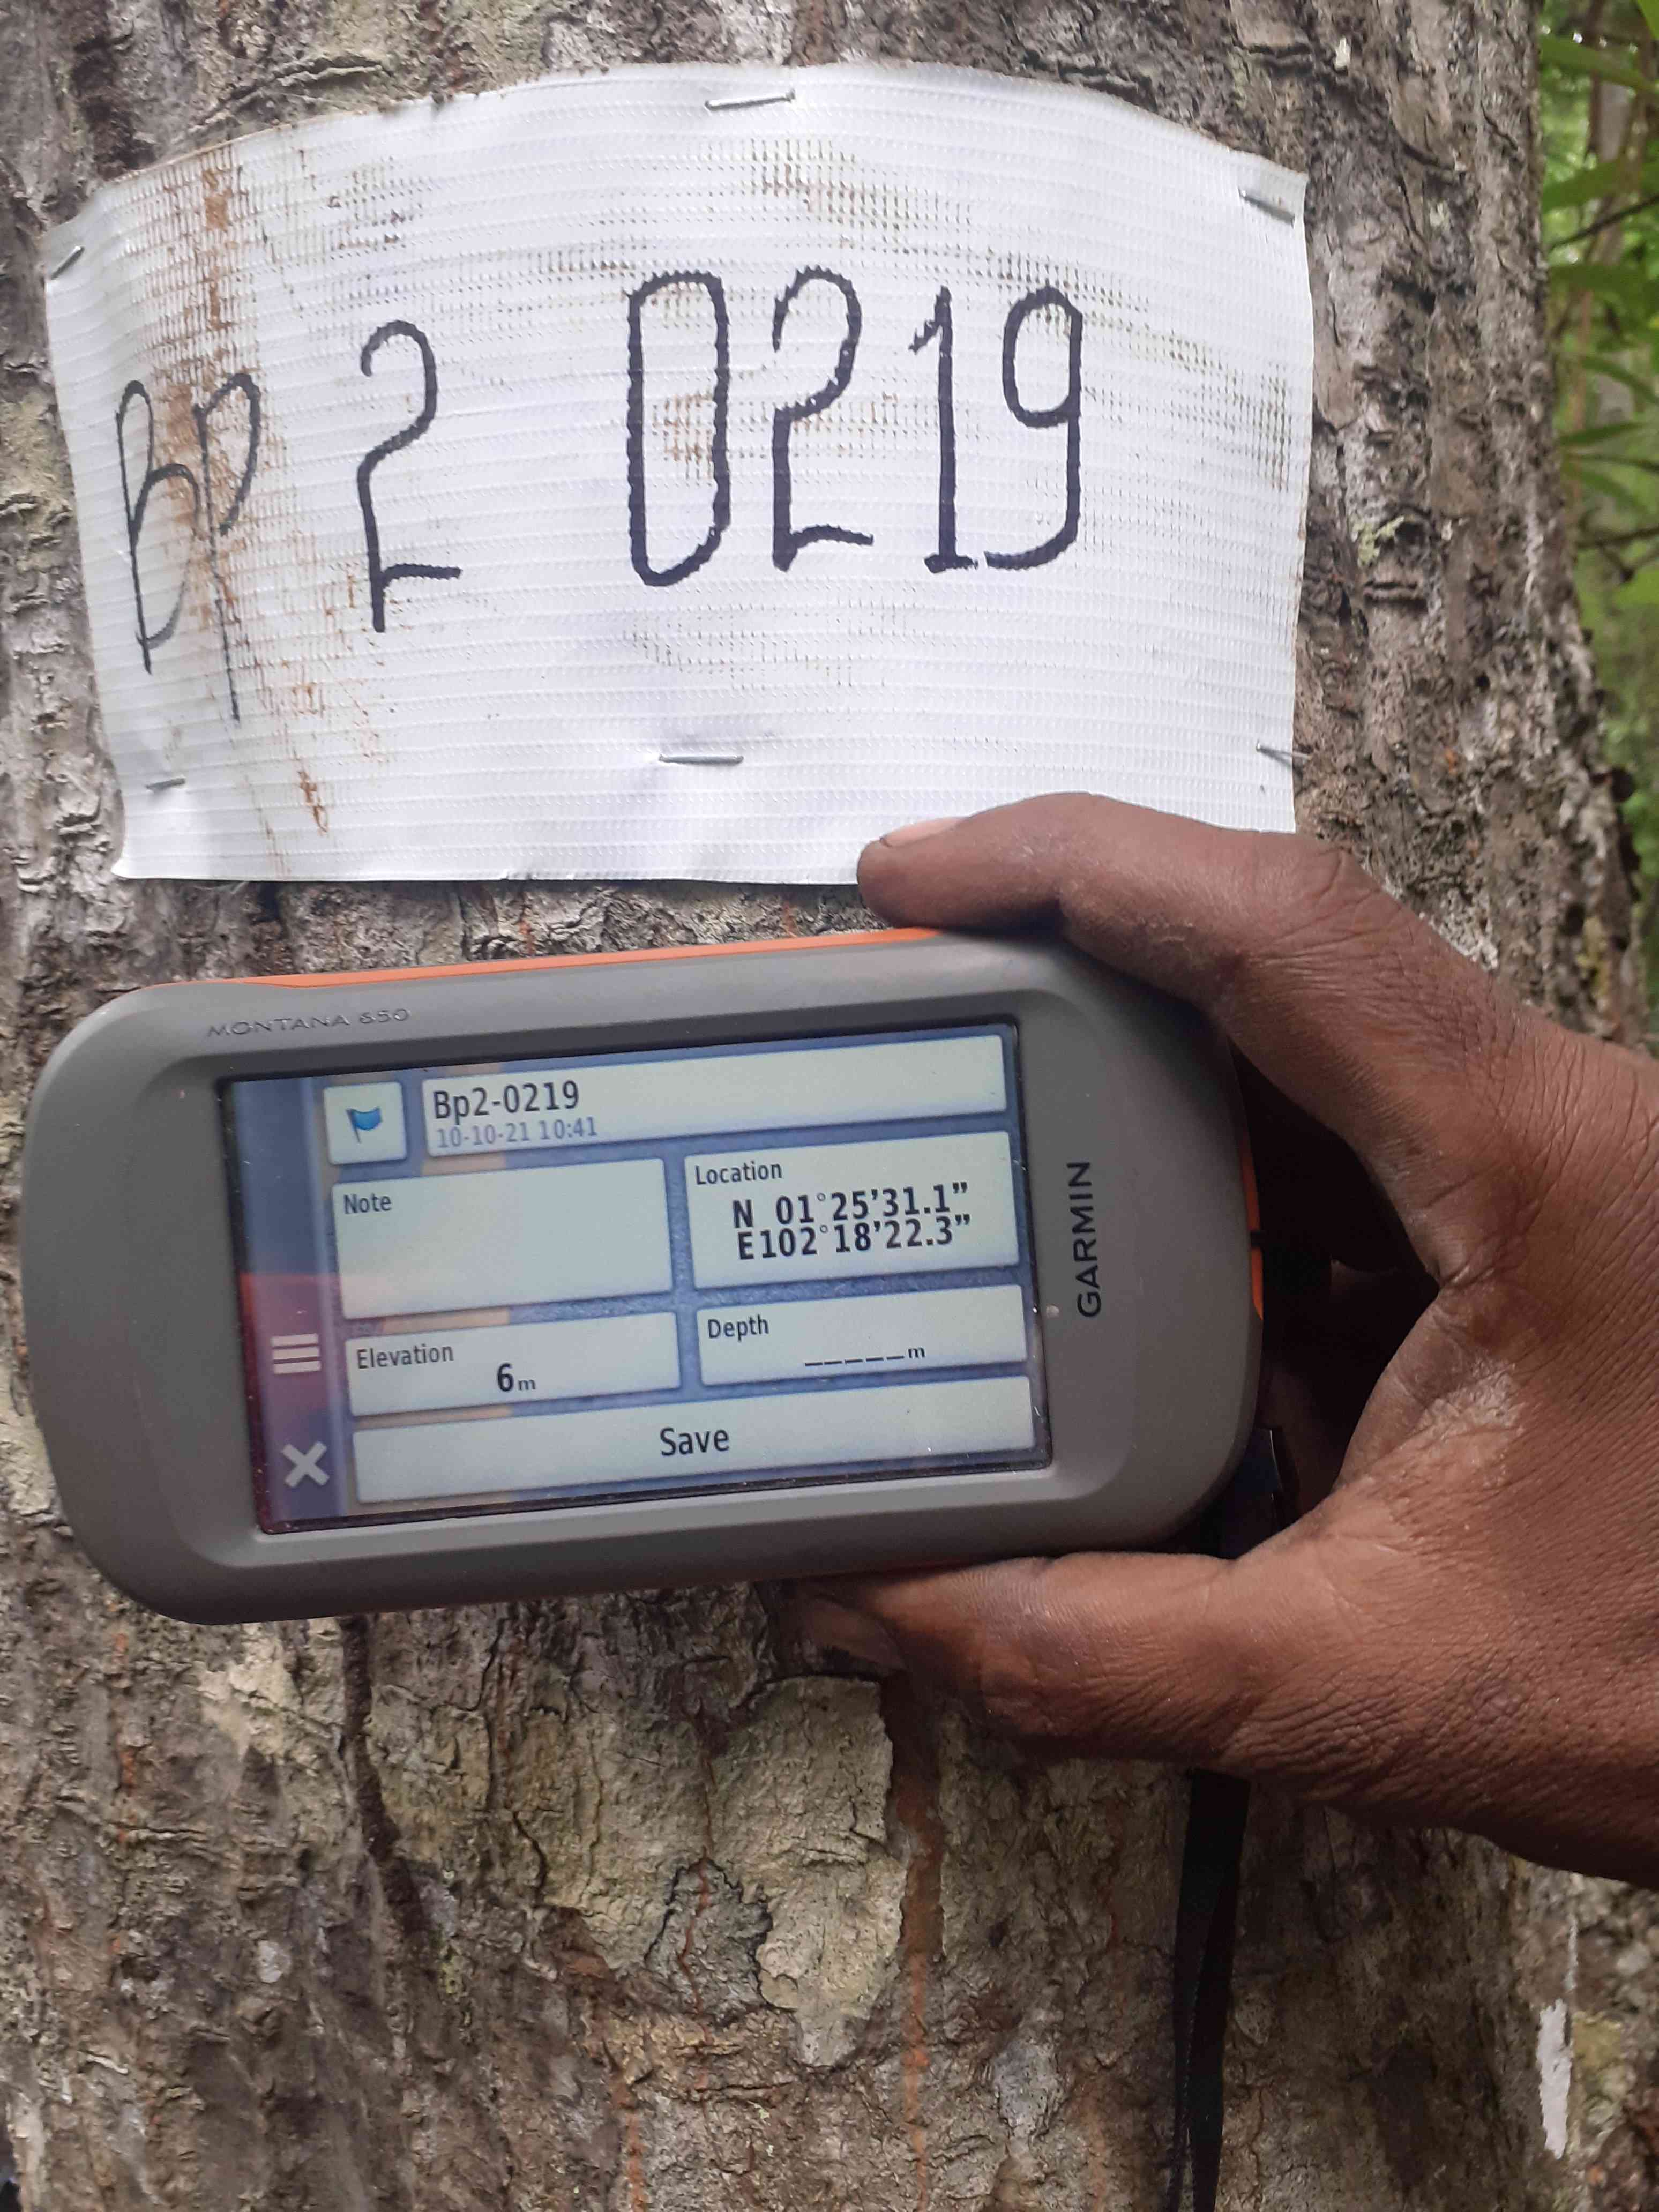 Bp 2 0219
MONTANA 650
Bp2-0219
10-10-21 10:41
Note
Location
N 01°25'31.1"
E102°18'22.3"
Elevation
6m
Depth
_____m
Save
GARMIN